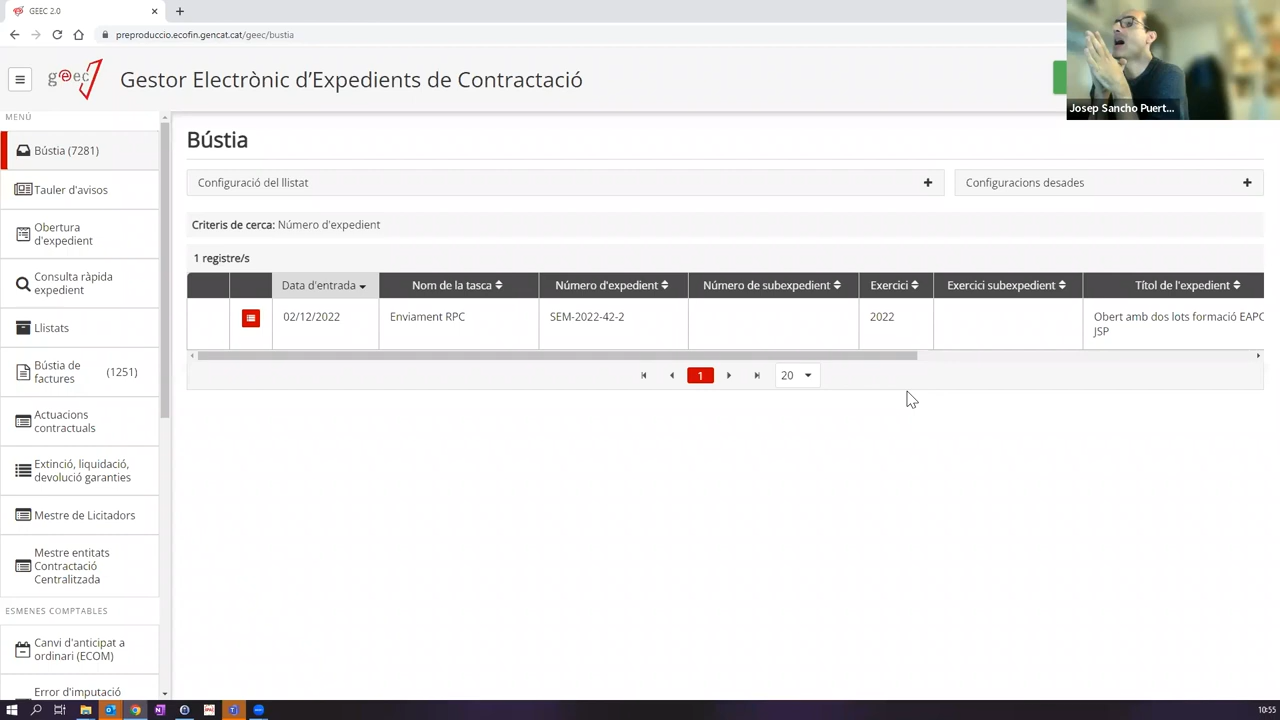 GEEC 2.0
preproduccio.ecofin.gencat.cat/geec/bustia
geec
Gestor Electrònic d'Expedients de Contractació
Josep Sancho Puert...
MENÚ
Bústia (7281)
Tauler d'avisos
Obertura
d'expedient
Consulta ràpida
expedient
Llistats
Bústia de
factures
(1251)
Actuacions
contractuals
Extinció, liquidació,
devolució garanties
Mestre de Licitadors
Mestre entitats
Contractació
Centralitzada
ESMENES COMPTABLES
Canvi d'anticipat a
ordinari (ECOM)
Error d'imputació
Bústia
Configuració del llistat
Configuracions desades
Criteris de cerca: Número d'expedient
1 registre/s
Data d'entrada Nom de la tasca Número d'expedient Número de subexpedient Exercici Exercici subexpedient Títol de l'expedient
02/12/2022 Enviament RPC SEM-2022-42-2 2022 Obert amb dos lots formació EAPC
JSP
1 20
10:55